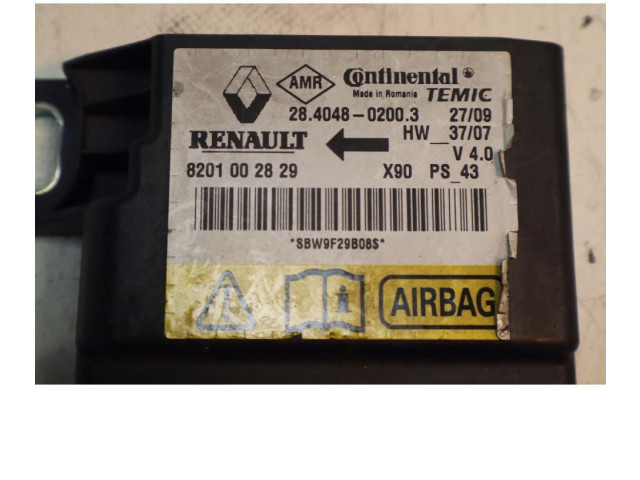 AMR Continental
Made in Romania TEMIC
28.4048-0200.3 27/09
RENAULT HW_37/07
V 4.0
8201 00 28 29 X90 PS_43
*SBW9F29B08S*
AIRBAG